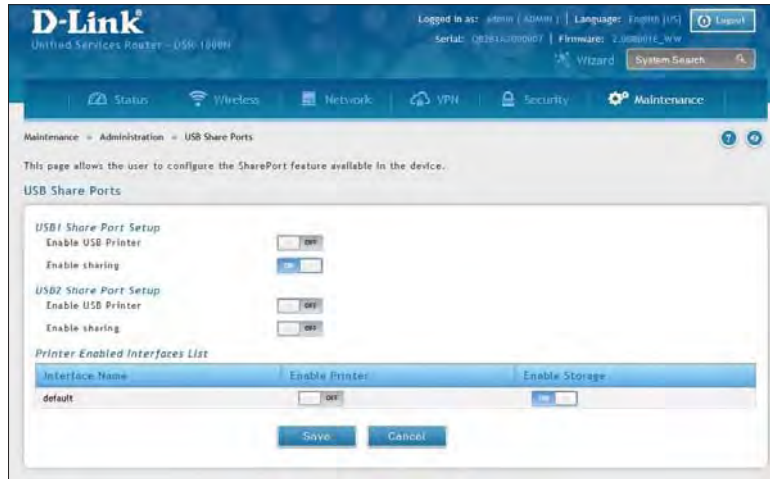 D-Link
Unified Services Router - DSR-1000N
Logged in as: admin ( ADMIN ) | Language: English [US]
Logout
Serial: | Firmware:
Wizard
System Search
Status
Wireless
Network
VPN
Security
Maintenance
Maintenance » Administration » USB Share Ports
This page allows the user to configure the SharePort feature available in the device.
USB Share Ports
USB1 Share Port Setup
Enable USB Printer OFF
Enable sharing ON
USB2 Share Port Setup
Enable USB Printer OFF
Enable sharing OFF
Printer Enabled Interfaces List
Interface Name Enable Printer Enable Storage
default OFF ON
Save Cancel